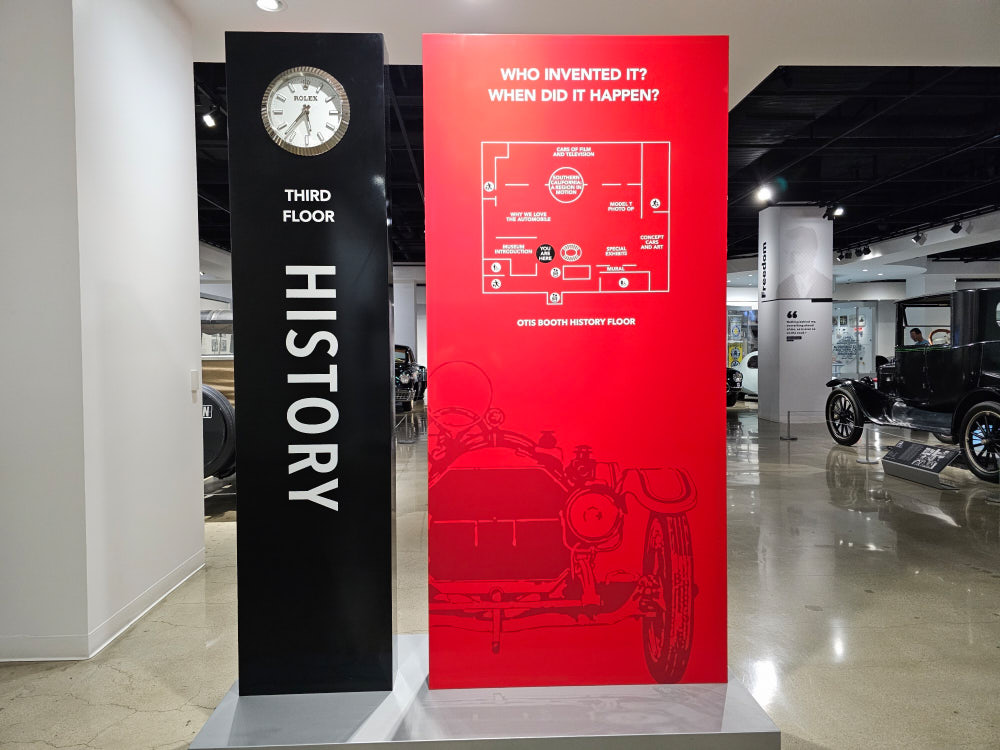 ROLEX
THIRD
FLOOR
HISTORY
WHO INVENTED IT?
WHEN DID IT HAPPEN?
CARS OF FILM
AND TELEVISION
SOUTHERN
CALIFORNIA:
A REGION IN
MOTION
MODEL T
PHOTO OP
WHY WE LOVE
THE AUTOMOBILE
CONCEPT
CARS
AND ART
MUSEUM
INTRODUCTION
YOU
ARE
HERE
SPECIAL
EXHIBITS
MURAL
OTIS BOOTH HISTORY FLOOR
Freedom